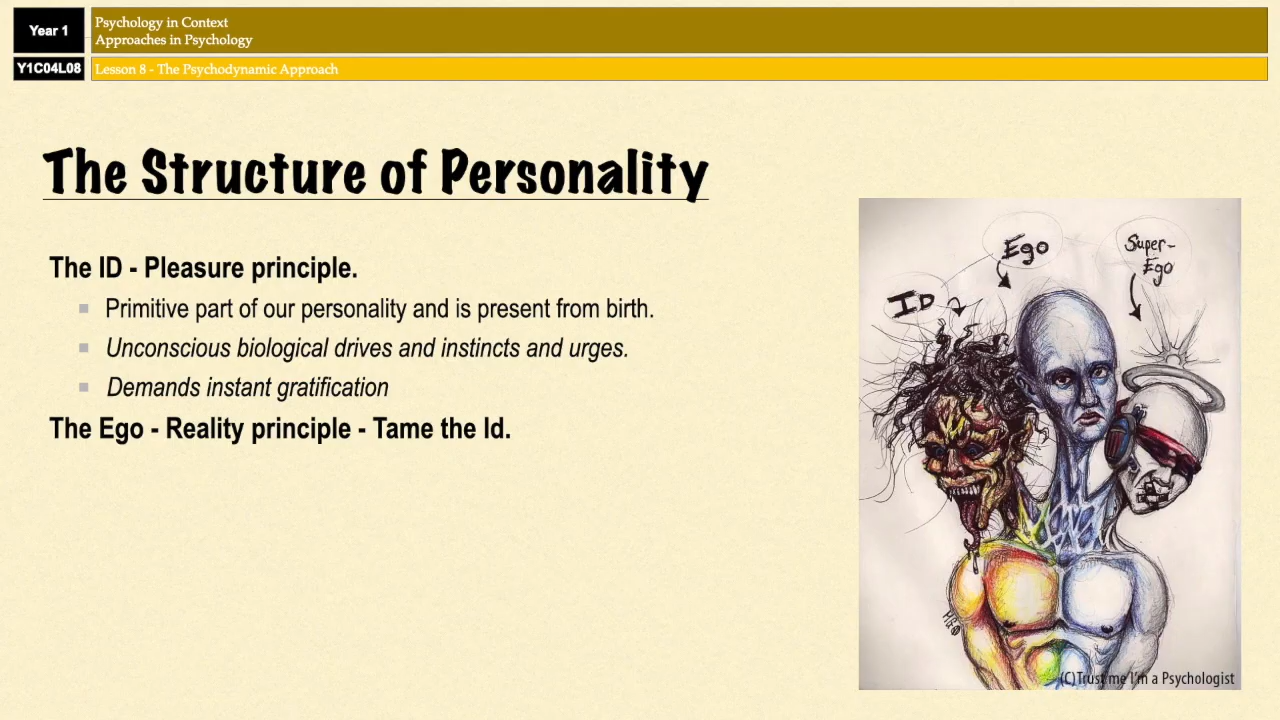 Year 1
Psychology in Context
Approaches in Psychology
Y1C04L08
Lesson 8 - The Psychodynamic Approach
The Structure of Personality
The ID - Pleasure principle.
Primitive part of our personality and is present from birth.
Unconscious biological drives and instincts and urges.
Demands instant gratification
The Ego - Reality principle - Tame the Id.
ID
Ego
Super-
Ego
(C)Trust me I'm a Psychologist